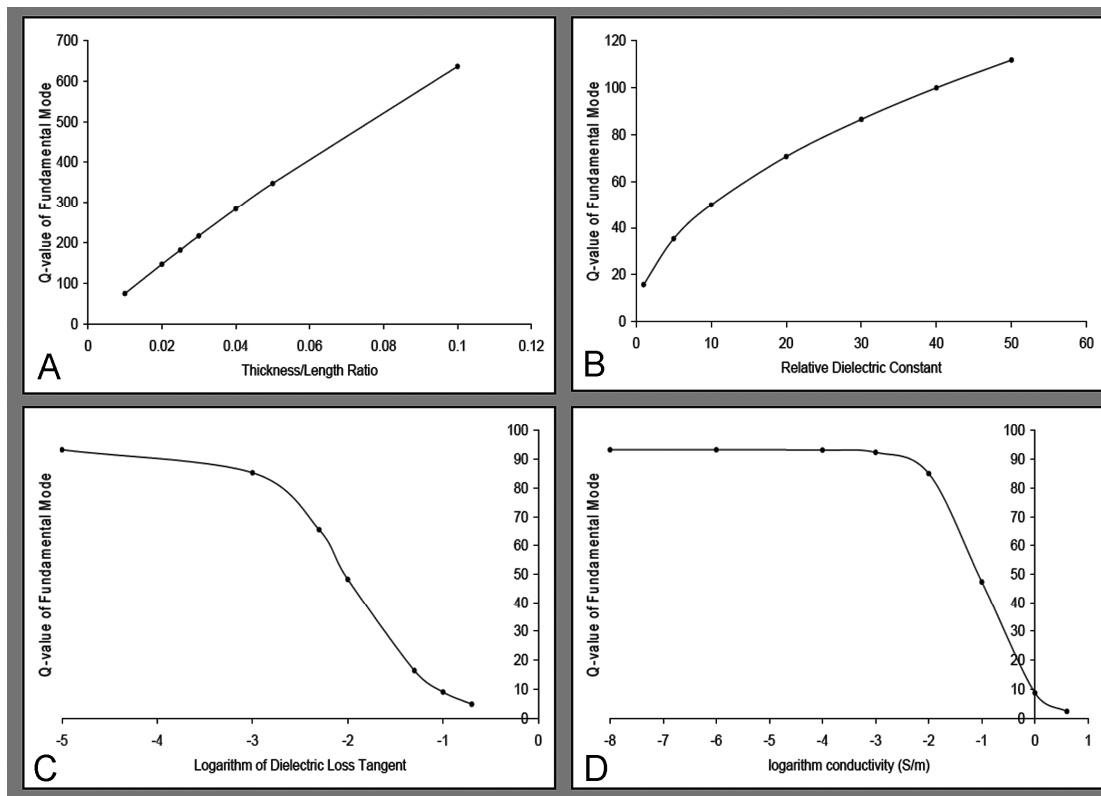 700
600
500
400
300
200
100
0
Q-value of Fundamental Mode
0 0.02 0.04 0.06 0.08 0.1 0.12
Thickness/Length Ratio
A
120
100
80
60
40
20
0
Q-value of Fundamental Mode
0 10 20 30 40 50 60
Relative Dielectric Constant
B
100
90
80
70
60
50
40
30
20
10
0
Q-value of Fundamental Mode
-5 -4 -3 -2 -1 0
Logarithm of Dielectric Loss Tangent
C
100
90
80
70
60
50
40
30
20
10
0
Q-value of Fundamental Mode
-8 -7 -6 -5 -4 -3 -2 -1 0 1
logarithm conductivity (S/m)
D